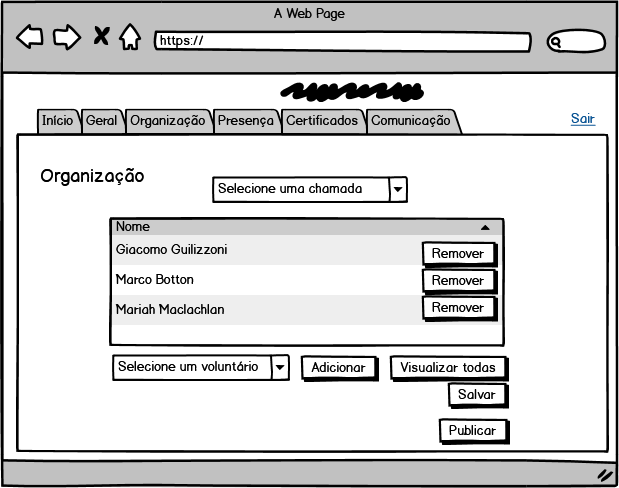 A Web Page
https://
Início Geral Organização Presença Certificados Comunicação Sair
Organização
Selecione uma chamada
Nome
Giacomo Guilizzoni Remover
Marco Botton Remover
Mariah Maclachlan Remover
Selecione um voluntário Adicionar Visualizar todas
Salvar
Publicar